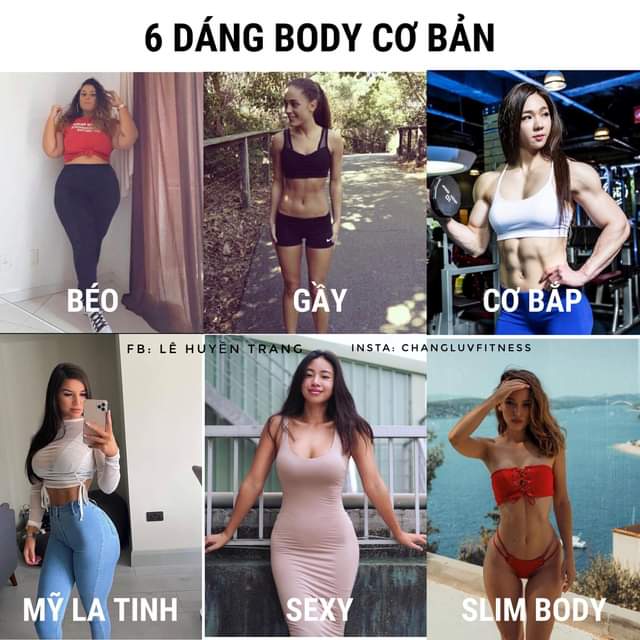 6 DÁNG BODY CƠ BẢN
BÉO
GẦY
CƠ BẮP
FB: LÊ HUYỀN TRANG
INSTA: CHANGLUVFITNESS
MỸ LA TINH
SEXY
SLIM BODY